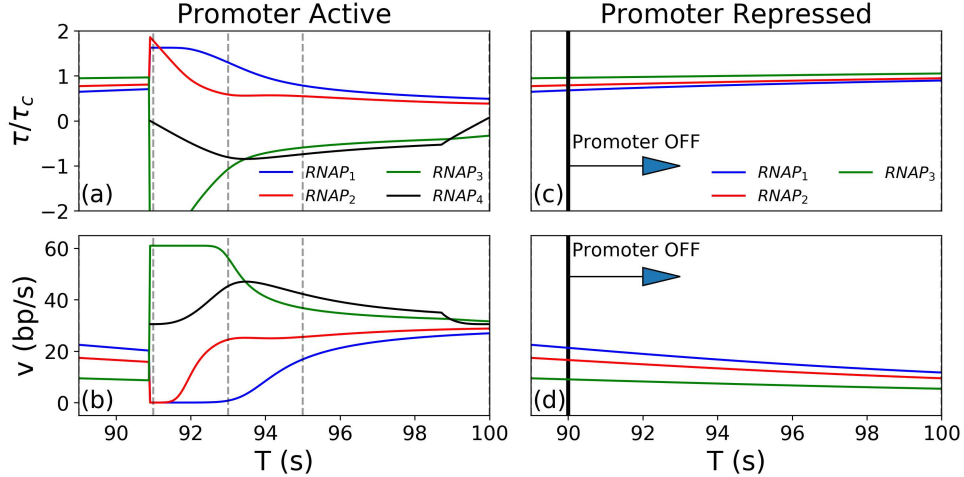 Promoter Active
Promoter Repressed
τ/τc
2
1
0
−1
−2
(a)
RNAP1
RNAP2
RNAP3
RNAP4
Promoter OFF
(c)
RNAP1
RNAP2
RNAP3
v (bp/s)
60
40
20
0
(b)
90
92
94
96
98
100
T (s)
Promoter OFF
(d)
90
92
94
96
98
100
T (s)